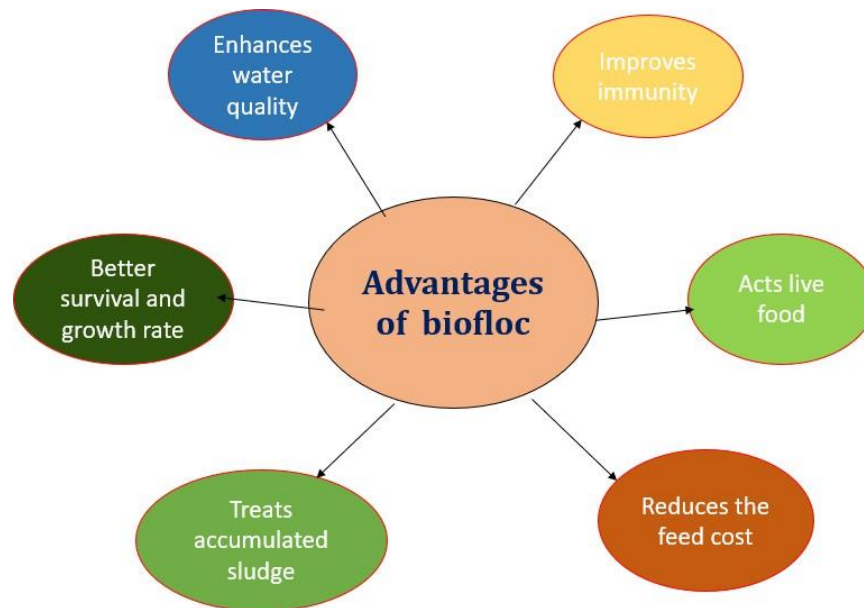 Enhances
water
quality
Improves
immunity
Advantages
of biofloc
Better
survival and
growth rate
Acts live
food
Treats
accumulated
sludge
Reduces the
feed cost